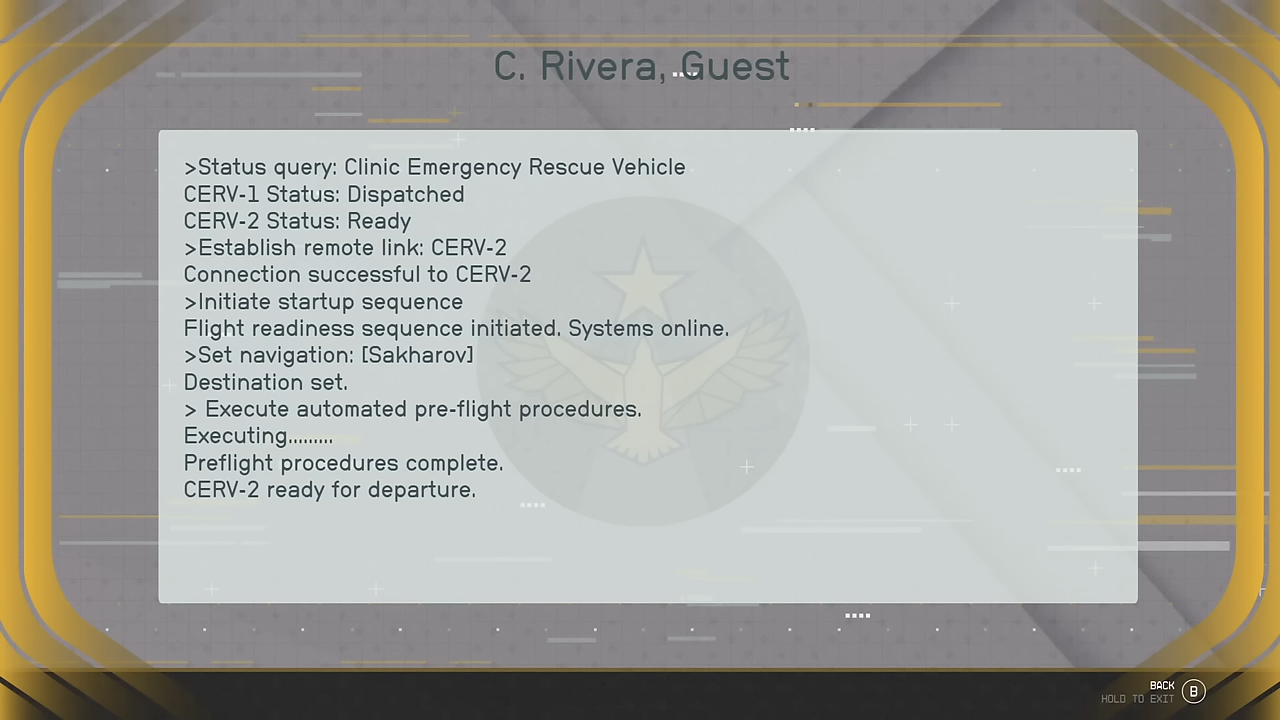 C. Rivera, Guest
>Status query: Clinic Emergency Rescue Vehicle
CERV-1 Status: Dispatched
CERV-2 Status: Ready
>Establish remote link: CERV-2
Connection successful to CERV-2
>Initiate startup sequence
Flight readiness sequence initiated. Systems online.
>Set navigation: [Sakharov]
Destination set.
> Execute automated pre-flight procedures.
Executing.........
Preflight procedures complete.
CERV-2 ready for departure.
BACK
HOLD TO EXIT
B